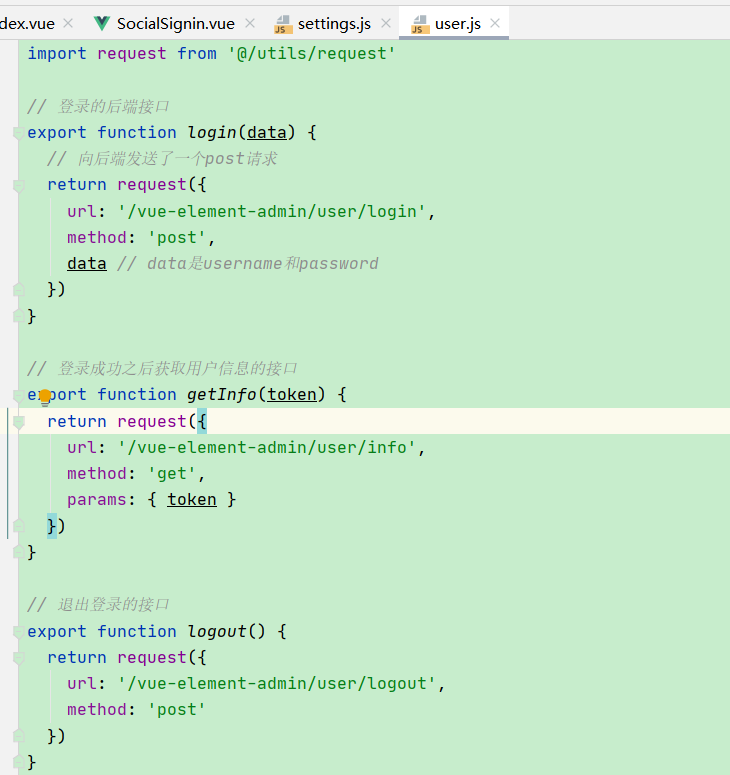 dex.vue SocialSignin.vue settings.js user.js
import request from '@/utils/request'
// 登录的后端接口
export function login(data) {
// 向后端发送了一个post请求
return request({
url: '/vue-element-admin/user/login',
method: 'post',
data // data是username和password
})
}
// 登录成功之后获取用户信息的接口
export function getInfo(token) {
return request({
url: '/vue-element-admin/user/info',
method: 'get',
params: { token }
})
}
// 退出登录的接口
export function logout() {
return request({
url: '/vue-element-admin/user/logout',
method: 'post'
})
}